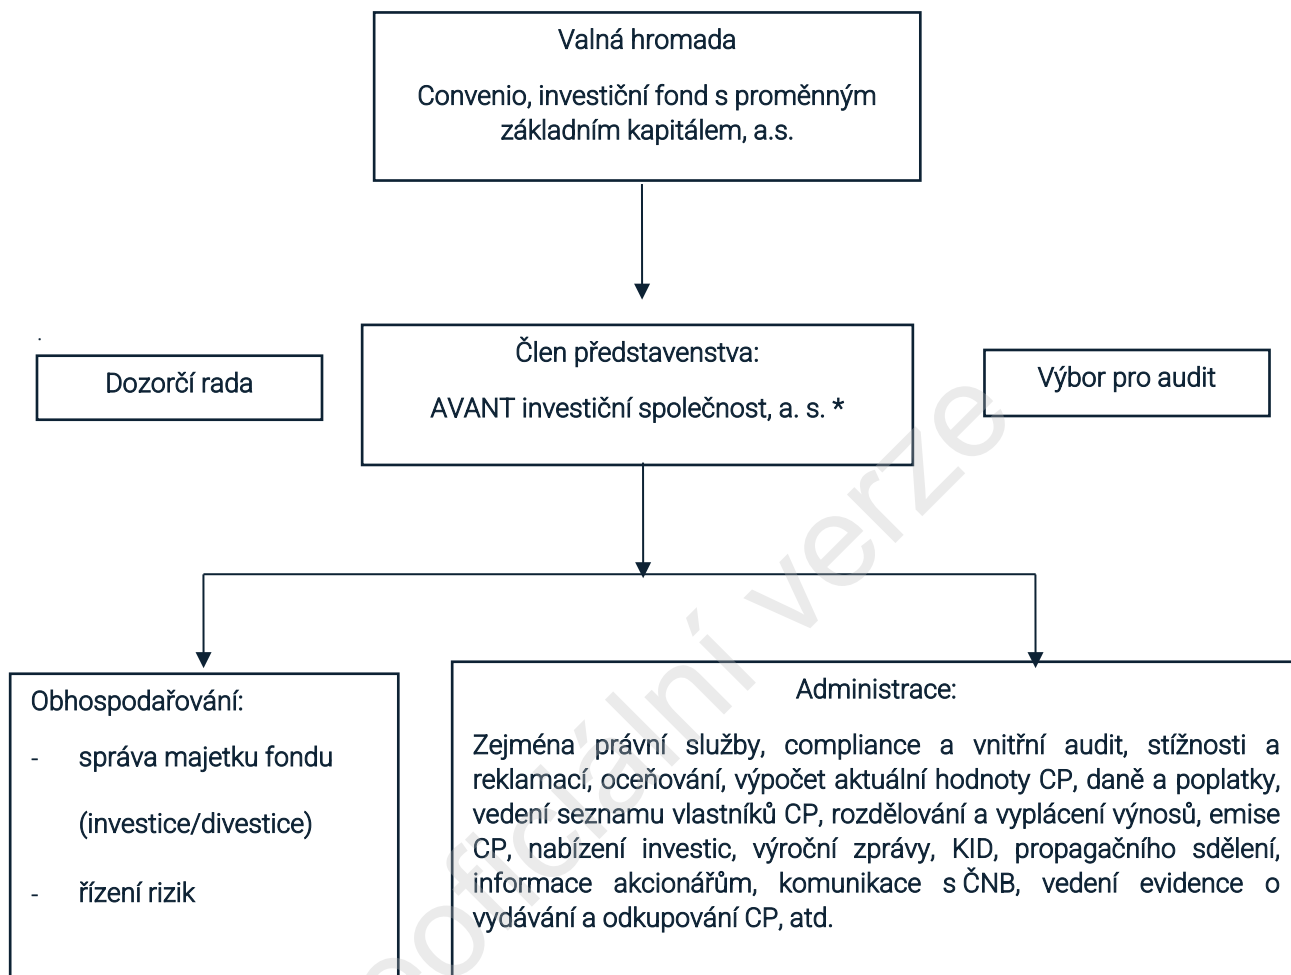 Valná hromada
Convenio, investiční fond s proměnným
základním kapitálem, a.s.
.
Dozorčí rada
Člen představenstva:
AVANT investiční společnost, a. s. *
Výbor pro audit
Obhospodařování:
- správa majetku fondu
(investice/divestice)
- řízení rizik
Administrace:
Zejména právní služby, compliance a vnitřní audit, stížnosti a
reklamací, oceňování, výpočet aktuální hodnoty CP, daně a poplatky,
vedení seznamu vlastníků CP, rozdělování a vyplácení výnosů, emise
CP, nabízení investic, výroční zprávy, KID, propagačního sdělení,
informace akcionářům, komunikace s ČNB, vedení evidence o
vydávání a odkupování CP, atd.
oficiální verze